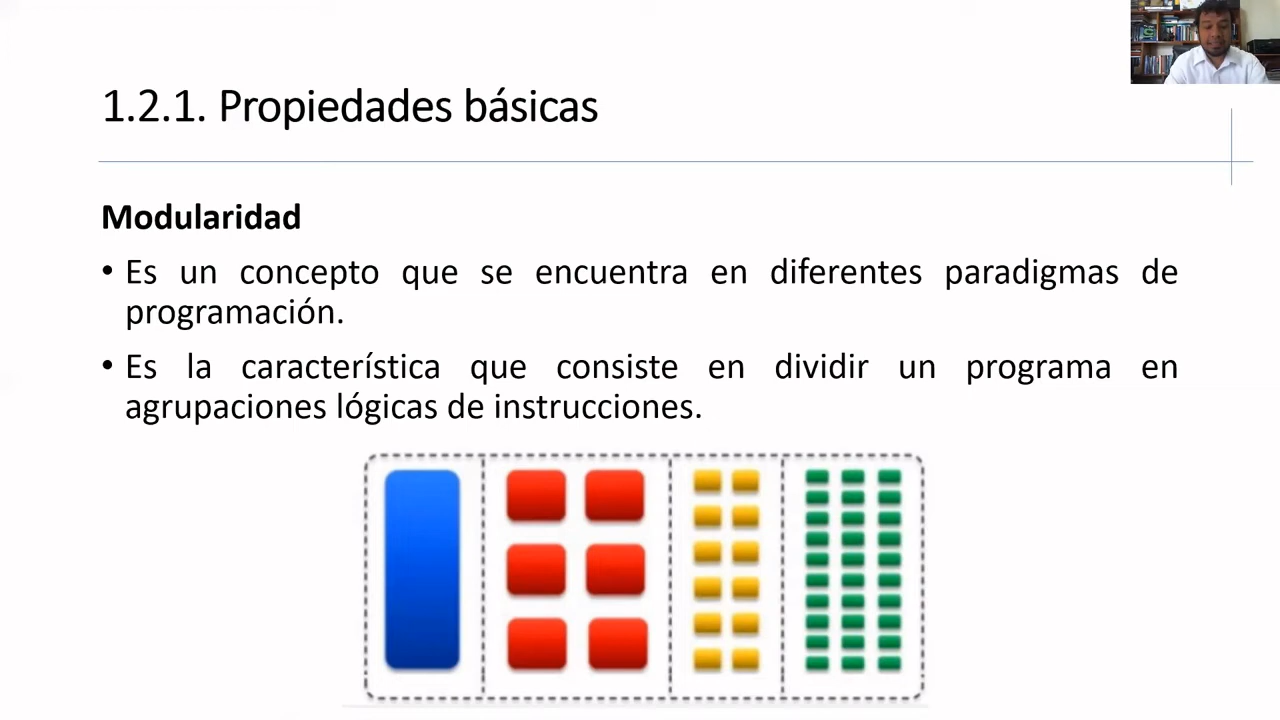 1.2.1. Propiedades básicas
Modularidad
• Es un concepto que se encuentra en diferentes paradigmas de
programación.
• Es la característica que consiste en dividir un programa en
agrupaciones lógicas de instrucciones.